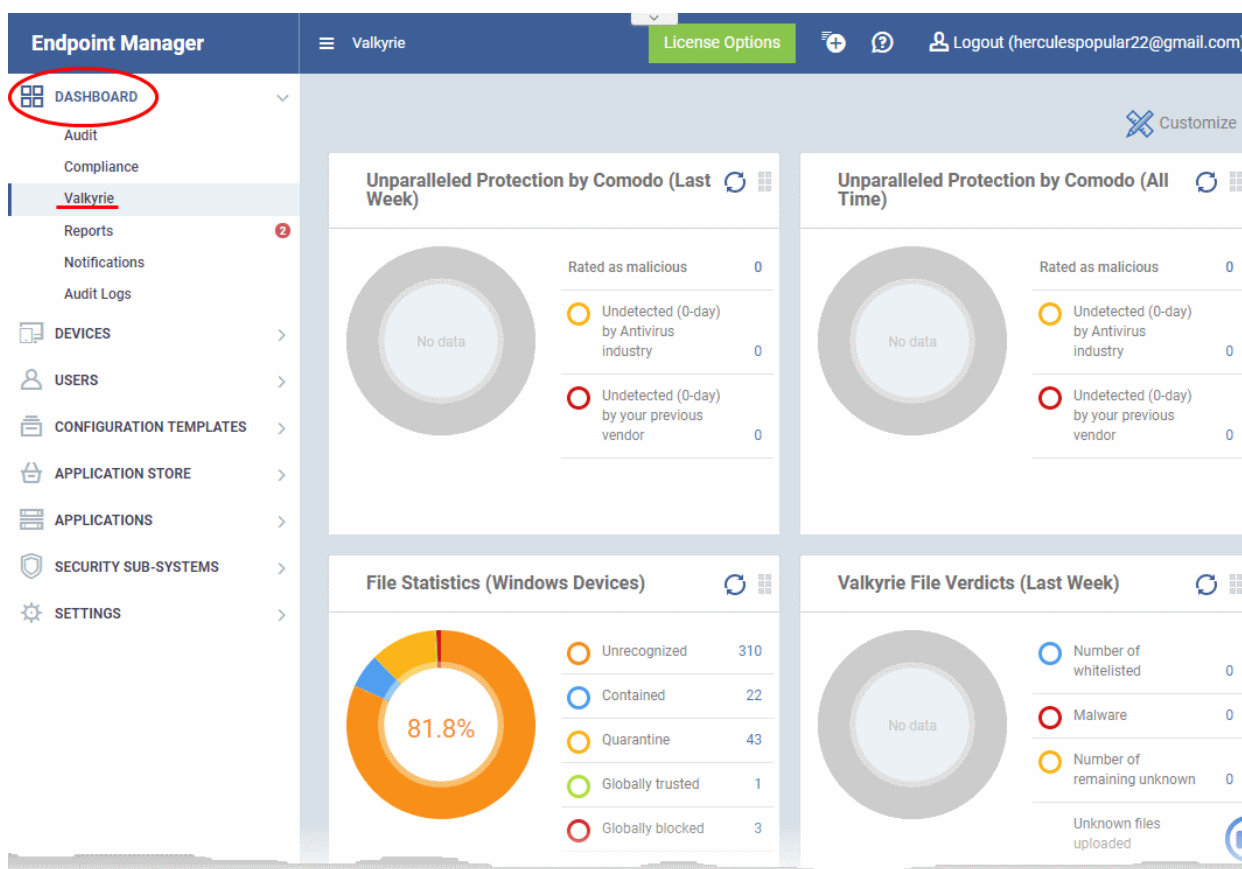 Endpoint Manager
Valkyrie
License Options
Logout (herculespopular22@gmail.com)
DASHBOARD
Audit
Compliance
Valkyrie
Reports
2
Notifications
Audit Logs
DEVICES
USERS
CONFIGURATION TEMPLATES
APPLICATION STORE
APPLICATIONS
SECURITY SUB-SYSTEMS
SETTINGS
Customize
Unparalleled Protection by Comodo (Last
Week)
No data
Rated as malicious 0
Undetected (0-day)
by Antivirus
industry 0
Undetected (0-day)
by your previous
vendor 0
Unparalleled Protection by Comodo (All
Time)
No data
Rated as malicious 0
Undetected (0-day)
by Antivirus
industry 0
Undetected (0-day)
by your previous
vendor 0
File Statistics (Windows Devices)
81.8%
Unrecognized 310
Contained 22
Quarantine 43
Globally trusted 1
Globally blocked 3
Valkyrie File Verdicts (Last Week)
No data
Number of
whitelisted 0
Malware 0
Number of
remaining unknown 0
Unknown files
uploaded